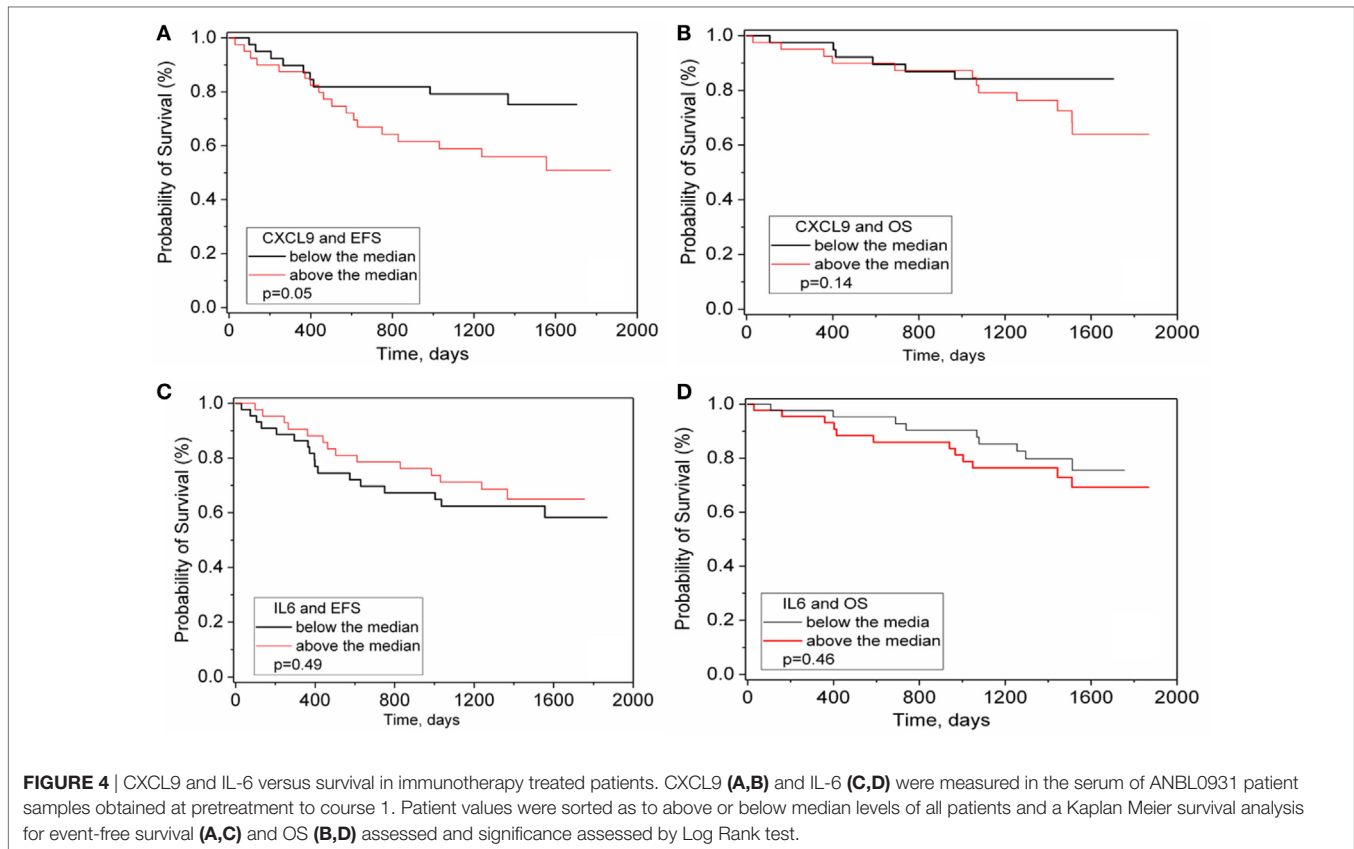 A
Probability of Survival (%)
1.0
0.8
0.6
0.4
0.2
0.0
CXCL9 and EFS
below the median
above the median
p=0.05
0 400 800 1200 1600 2000
Time, days
B
Probability of Survival (%)
1.0
0.8
0.6
0.4
0.2
0.0
CXCL9 and OS
below the median
above the median
p=0.14
0 400 800 1200 1600 2000
Time, days
C
Probability of Survival (%)
1.0
0.8
0.6
0.4
0.2
0.0
IL6 and EFS
below the median
above the median
p=0.49
0 400 800 1200 1600 2000
Time, days
D
Probability of Survival (%)
1.0
0.8
0.6
0.4
0.2
0.0
IL6 and OS
below the media
above the median
p=0.46
0 400 800 1200 1600 2000
Time, days
FIGURE 4 | CXCL9 and IL-6 versus survival in immunotherapy treated patients. CXCL9 (A,B) and IL-6 (C,D) were measured in the serum of ANBL0931 patient
samples obtained at pretreatment to course 1. Patient values were sorted as to above or below median levels of all patients and a Kaplan Meier survival analysis
for event-free survival (A,C) and OS (B,D) assessed and significance assessed by Log Rank test.